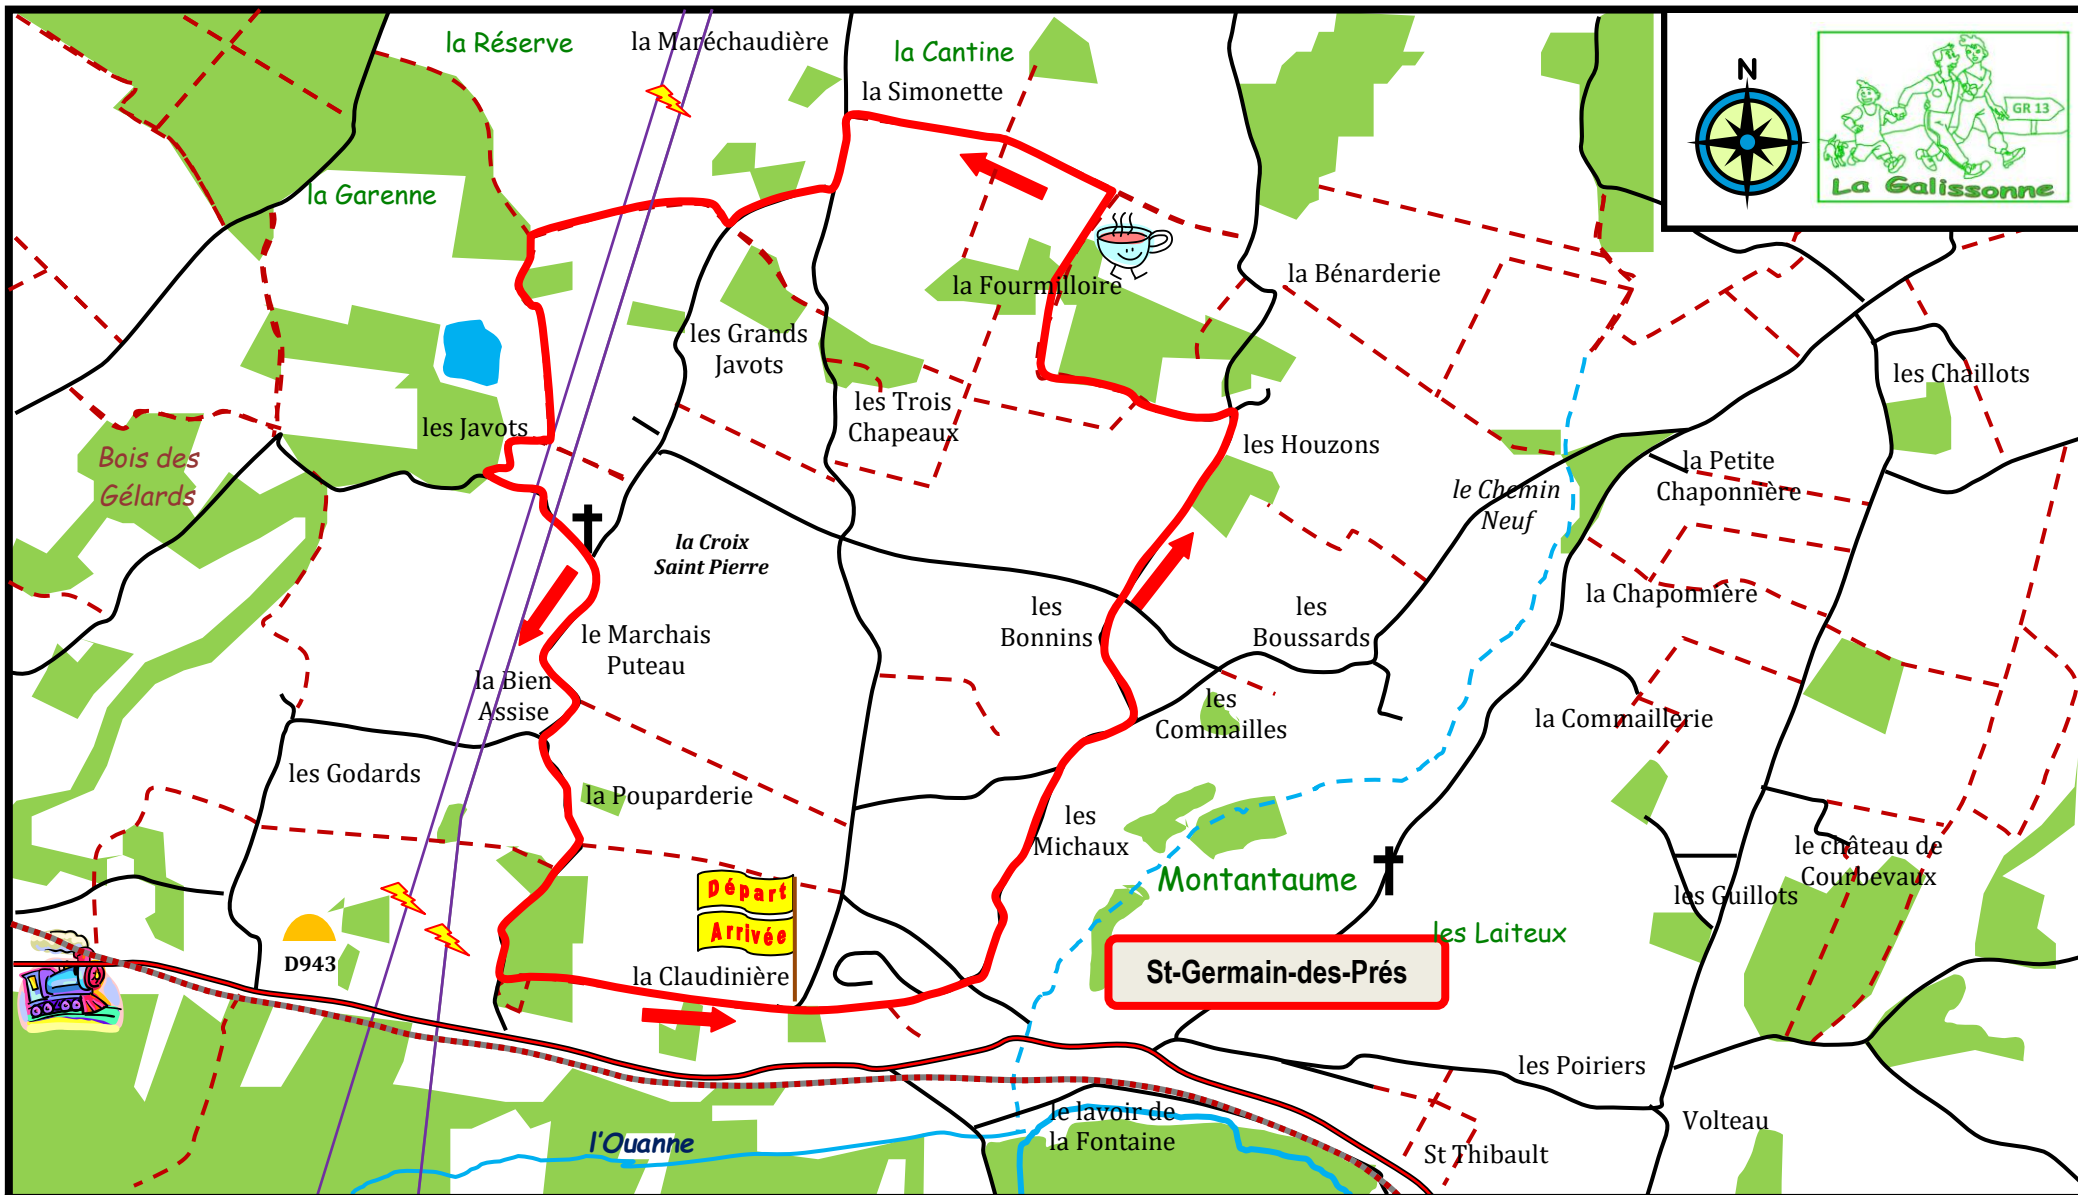 la Réserve
la Maréchaudière
la Cantine
la Simonette
N
GR 13
La Galissonne
la Garenne
la Fourmilloire
la Bénarderie
les Grands
Javots
les Chaillots
les Trois
Chapeaux
les Javots
les Houzons
Bois des
Gélards
le Chemin
Neuf
la Petite
Chaponnière
la Croix
Saint Pierre
la Chaponnière
les
Bonnins
les
Boussards
le Marchais
Puteau
la Bien
Assise
les
Commailles
la Commaillerie
les Godards
la Pouparderie
les
Michaux
le château de
Courbevaux
Montantaume
les Guillots
Départ
Arrivée
les Laiteux
D943
la Claudinière
St-Germain-des-Prés
les Poiriers
le lavoir de
la Fontaine
Volteau
l'Ouanne
St Thibault